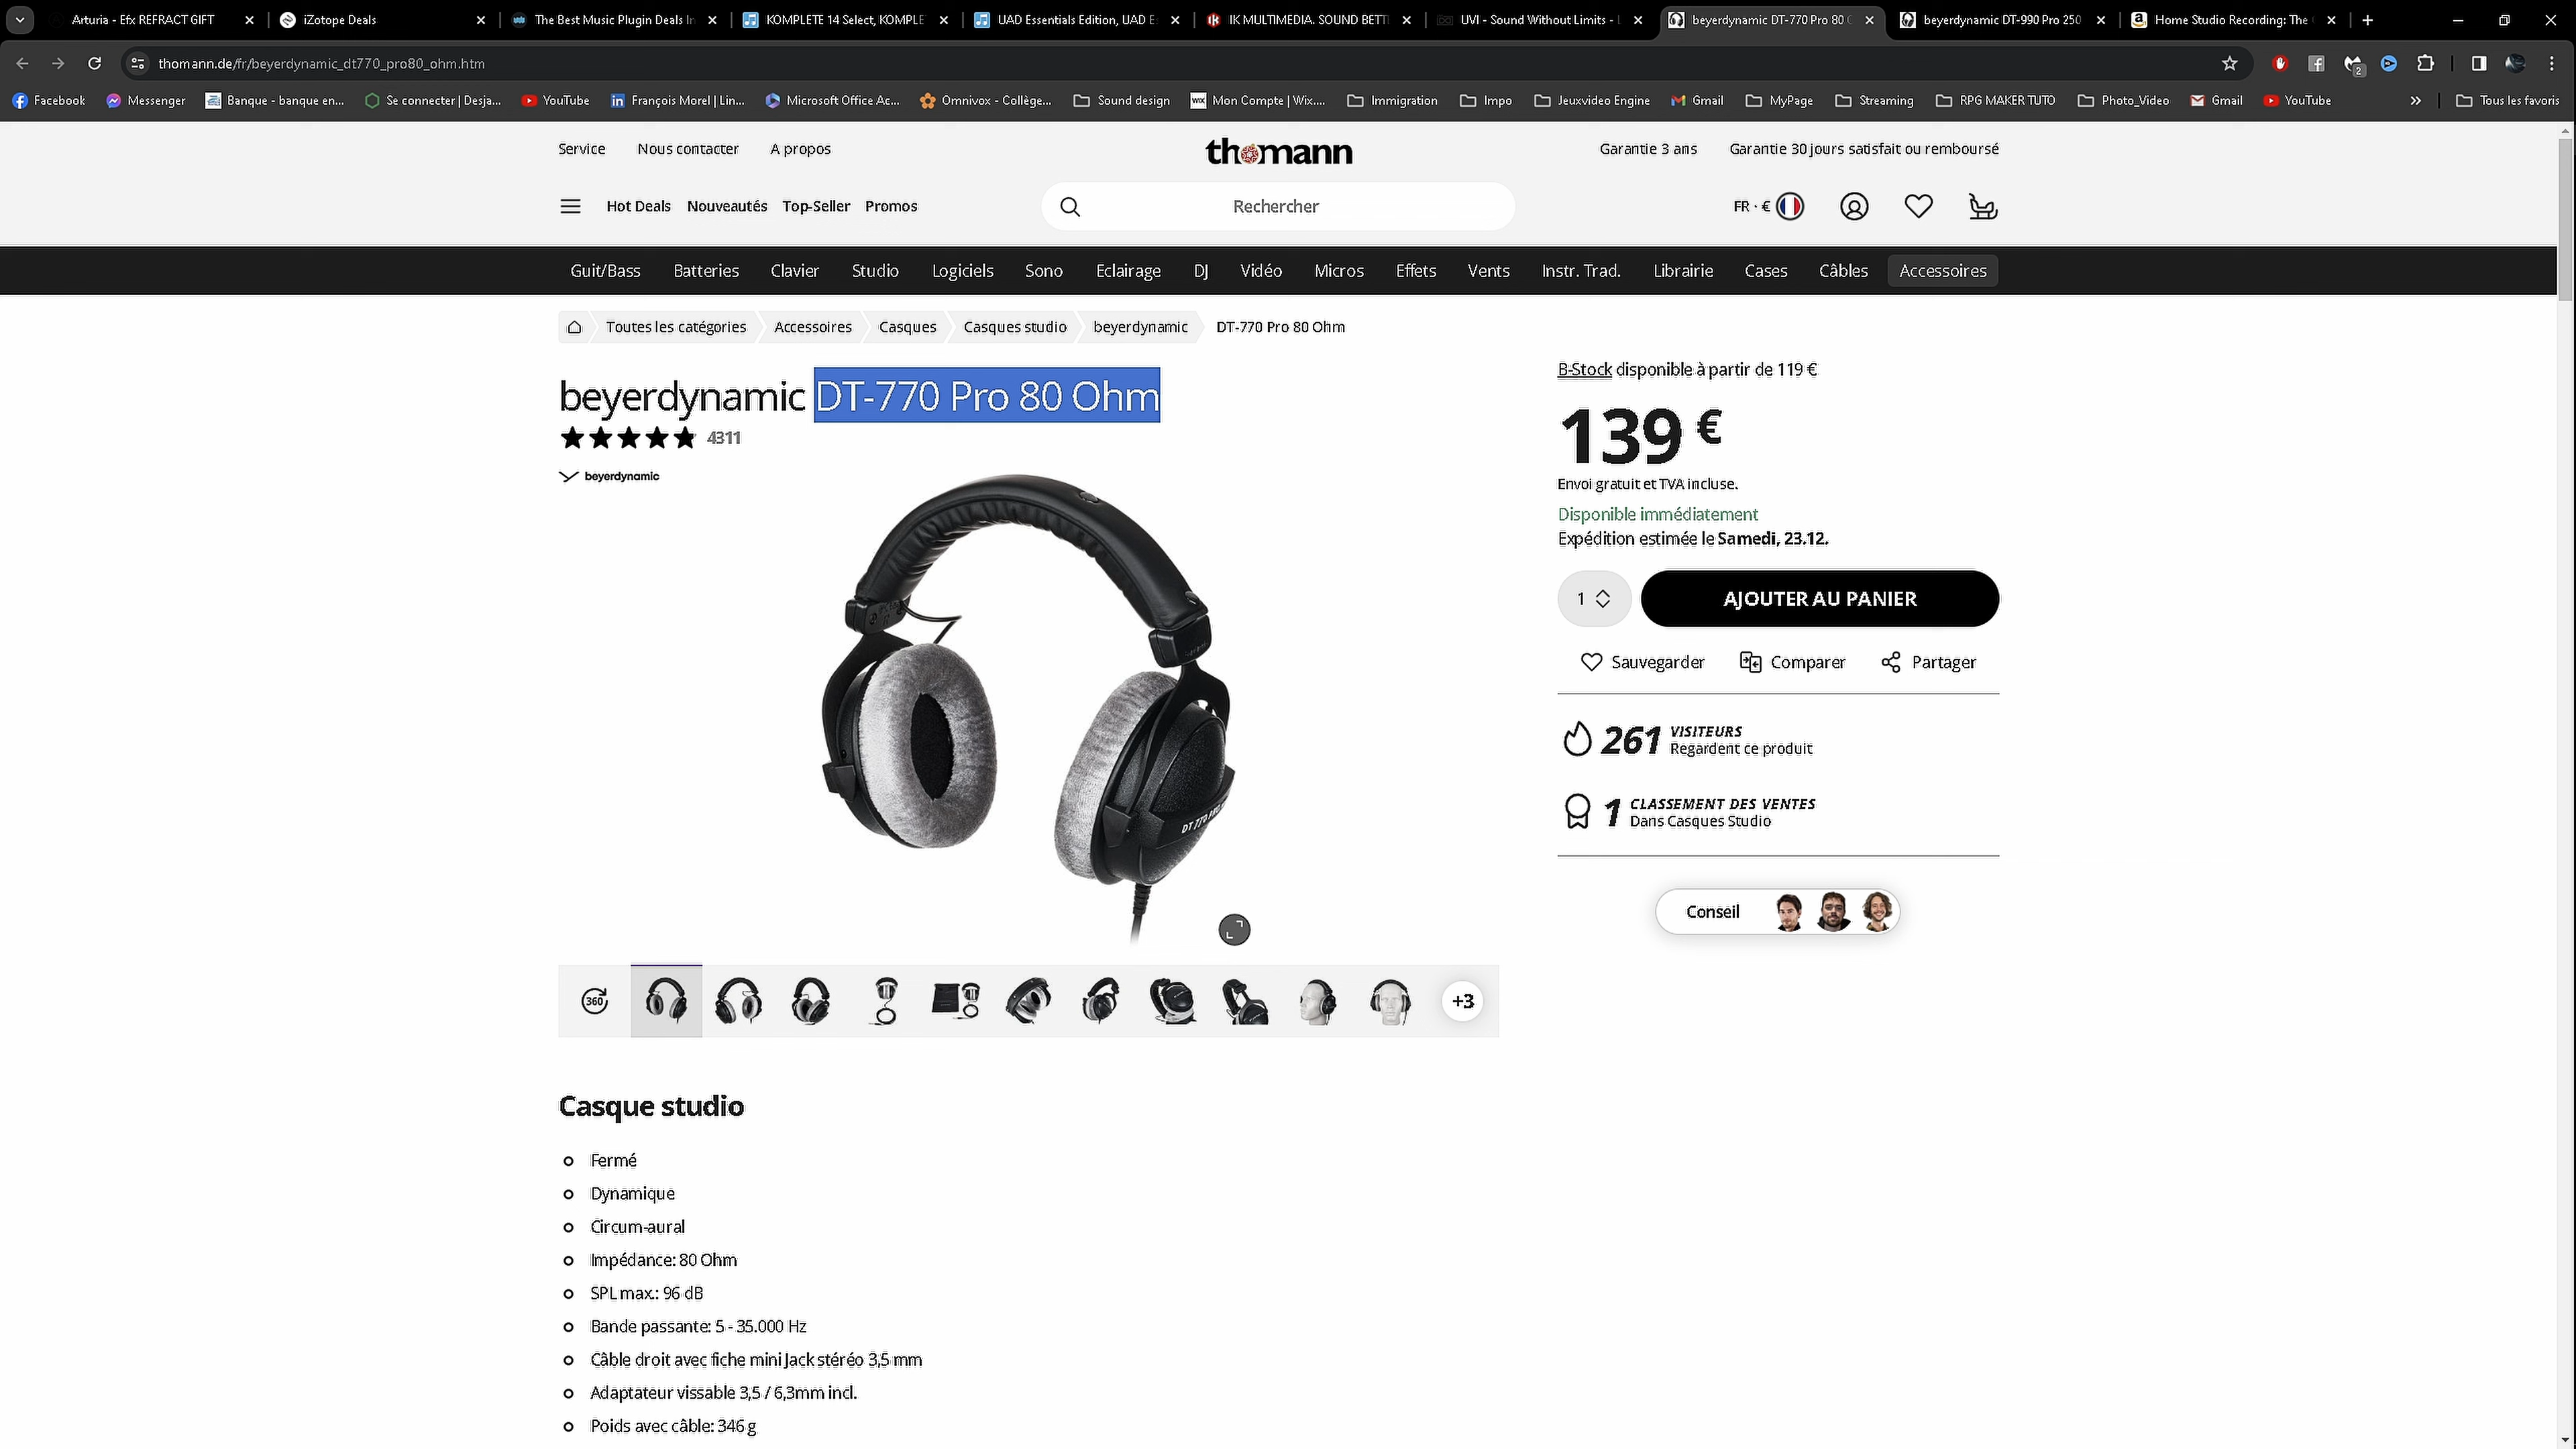 Arturia - Efx REFRACT GIFT
iZotope Deals
The Best Music Plugin Deals In
KOMPLETE 14 Select, KOMPLE
UAD Essentials Edition, UAD E
IK MULTIMEDIA. SOUND BETT
UVI - Sound Without Limits -
beyerdynamic DT-770 Pro 80
beyerdynamic DT-990 Pro 250
Home Studio Recording: The
thomann.de/fr/beyerdynamic_dt770_pro80_ohm.htm
2
Facebook
Messenger
Banque - banque en...
Se connecter | Desja...
YouTube
François Morel | Lin...
Microsoft Office Ac...
Omnivox - Collège...
Sound design
WIX
Mon Compte | Wix....
Immigration
Impo
Jeuxvideo Engine
Gmail
MyPage
Streaming
RPG MAKER TUTO
Photo_Video
Gmail
YouTube
Tous les favoris
Service
Nous contacter
A propos
thomann
Garantie 3 ans
Garantie 30 jours satisfait ou remboursé
Hot Deals
Nouveautés
Top-Seller
Promos
Rechercher
FR · €
Guit/Bass
Batteries
Clavier
Studio
Logiciels
Sono
Eclairage
DJ
Vidéo
Micros
Effets
Vents
Instr. Trad.
Librairie
Cases
Câbles
Accessoires
Toutes les catégories
Accessoires
Casques
Casques studio
beyerdynamic
DT-770 Pro 80 Ohm
beyerdynamic DT-770 Pro 80 Ohm
4311
beyerdynamic
DT 770 PRO
B-Stock disponible à partir de 119 €
139 €
Envoi gratuit et TVA incluse.
Disponible immédiatement
Expédition estimée le Samedi, 23.12.
1
AJOUTER AU PANIER
Sauvegarder
Comparer
Partager
261 VISITEURS
Regardent ce produit
1 CLASSEMENT DES VENTES
Dans Casques Studio
Conseil
360
+3
Casque studio
Fermé
Dynamique
Circum-aural
Impédance: 80 Ohm
SPL max.: 96 dB
Bande passante: 5 - 35.000 Hz
Câble droit avec fiche mini Jack stéréo 3,5 mm
Adaptateur vissable 3,5 / 6,3mm incl.
Poids avec câble: 346 g